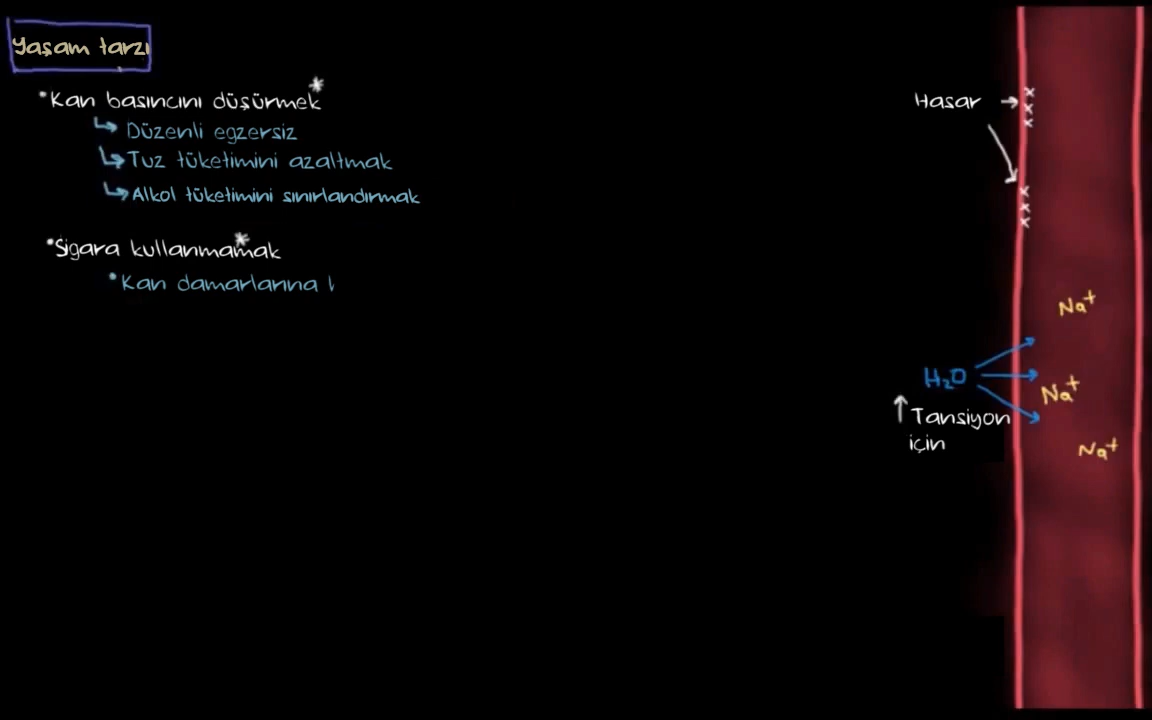 Yaşam tarzı
•Kan basıncını düşürmek*
↳Düzenli egzersiz
↳Tuz tüketimini azaltmak
↳Alkol tüketimini sınırlandırmak
•Sigara kullanmamak*
•Kan damarlarına
Hasar →
x x x
x x x
Na⁺
H₂O
Na⁺
↑Tansiyon
için
Na⁺